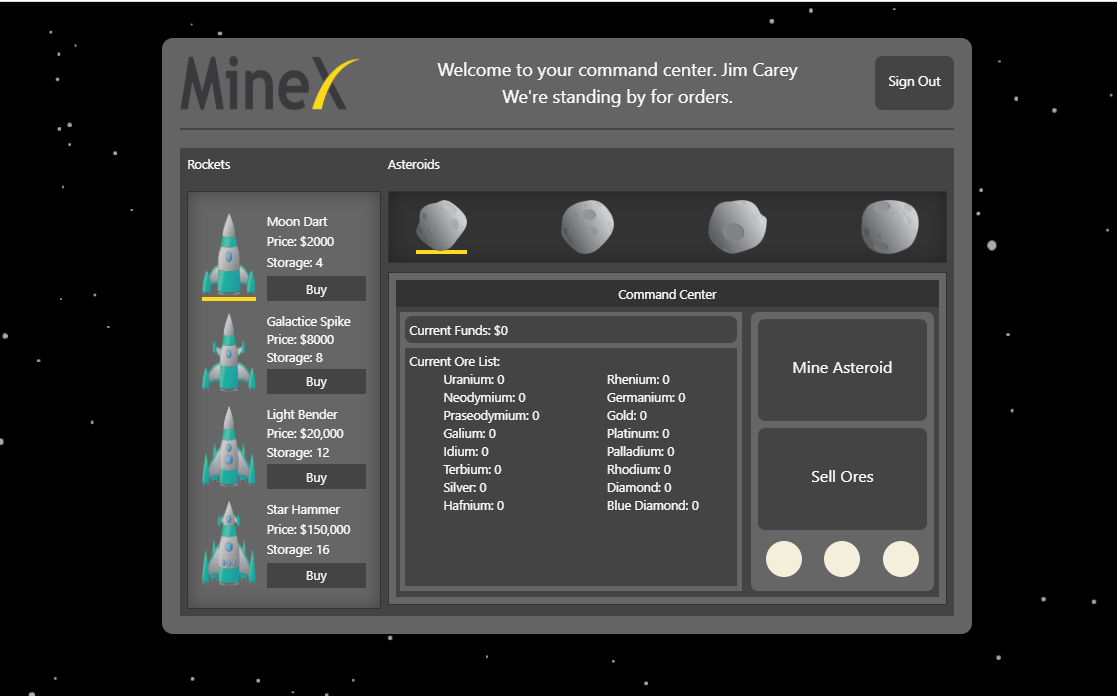 MineX
Welcome to your command center. Jim Carey
We're standing by for orders.
Sign Out
Rockets
Moon Dart
Price: $2000
Storage: 4
Buy
Galactice Spike
Price: $8000
Storage: 8
Buy
Light Bender
Price: $20,000
Storage: 12
Buy
Star Hammer
Price: $150,000
Storage: 16
Buy
Asteroids
Command Center
Current Funds: $0
Current Ore List:
Uranium: 0
Neodymium: 0
Praseodymium: 0
Galium: 0
Idium: 0
Terbium: 0
Silver: 0
Hafnium: 0
Rhenium: 0
Germanium: 0
Gold: 0
Platinum: 0
Palladium: 0
Rhodium: 0
Diamond: 0
Blue Diamond: 0
Mine Asteroid
Sell Ores